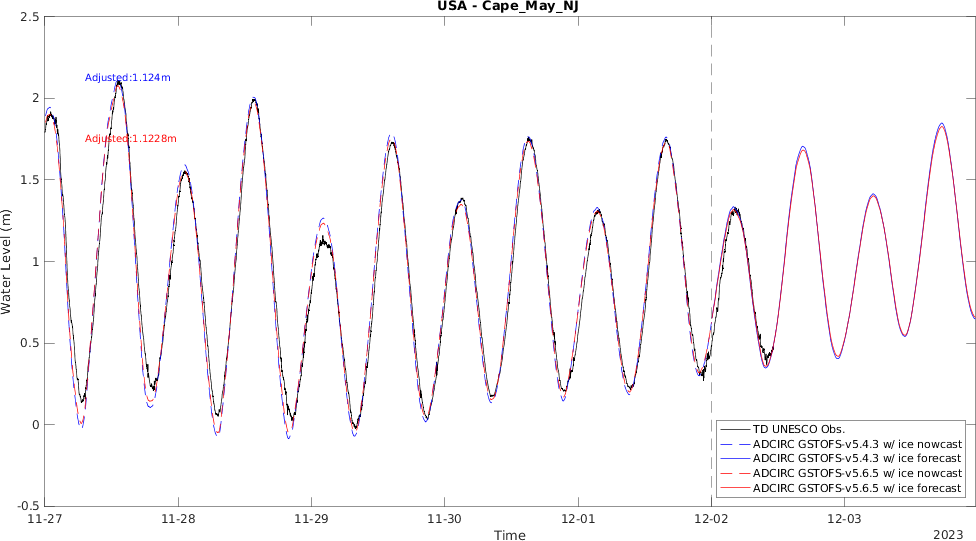 USA - Cape_May_NJ
2.5
2
1.5
1
0.5
0
-0.5
Water Level (m)
Adjusted:1.124m
Adjusted:1.1228m
TD UNESCO Obs.
ADCIRC GSTOFS-v5.4.3 w/ ice nowcast
ADCIRC GSTOFS-v5.4.3 w/ ice forecast
ADCIRC GSTOFS-v5.6.5 w/ ice nowcast
ADCIRC GSTOFS-v5.6.5 w/ ice forecast
11-27 11-28 11-29 11-30 12-01 12-02 12-03
Time
2023